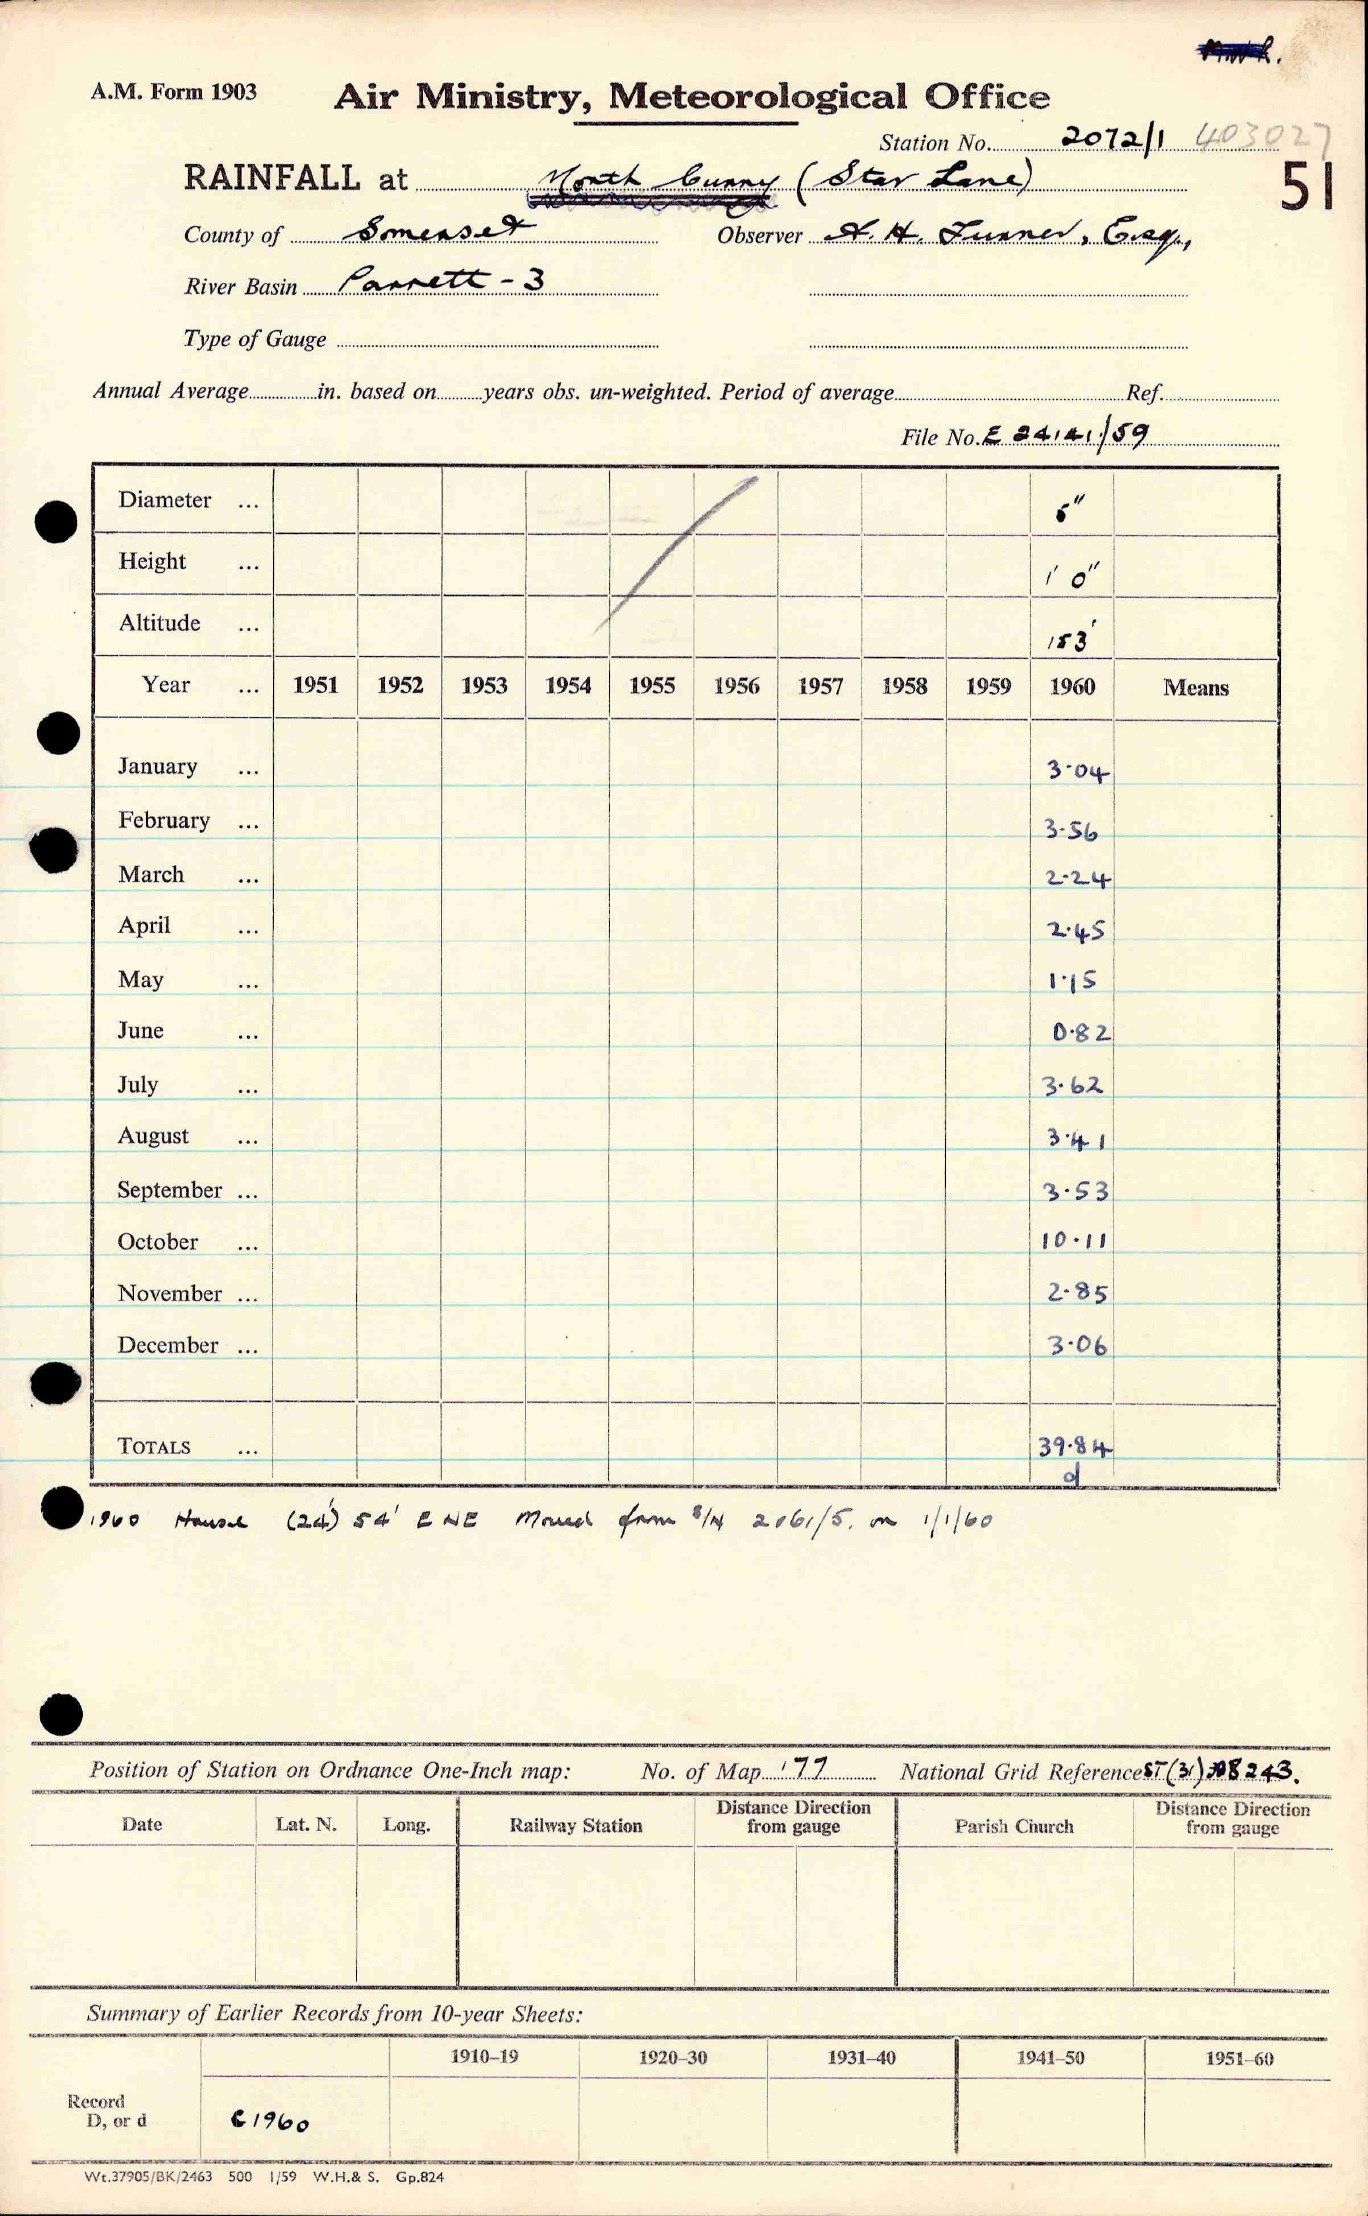 A.M. Form 1903 Air Ministry, Meteorological Office
Station No. 2072/1 403027
RAINFALL at North Curry (Star Lane) 51
County of Somerset Observer A. H. Turner, Esq.,
River Basin Parrett - 3
Type of Gauge
Annual Average in. based on years obs. un-weighted. Period of average Ref.
File No. E 24141/59
Diameter ... 5"
Height ... 1' 0"
Altitude ... 153'
Year ... 1951 1952 1953 1954 1955 1956 1957 1958 1959 1960 Means
January ... 3·04
February ... 3·56
March ... 2·24
April ... 2·45
May ... 1·15
June ... 0·82
July ... 3·62
August ... 3·41
September ... 3·53
October ... 10·11
November ... 2·85
December ... 3·06
TOTALS ... 39·84
d
1960 House (24') 54' ENE Moved from S/N 2061/5. on 1/1/60
Position of Station on Ordnance One-Inch map: No. of Map 177 National Grid Reference ST (31) 8243.
Date Lat. N. Long. Railway Station Distance Direction from gauge Parish Church Distance Direction from gauge
Summary of Earlier Records from 10-year Sheets:
1910–19 1920–30 1931–40 1941–50 1951–60
Record
D, or d C1960
Wt.37905/BK/2463 500 1/59 W.H.& S. Gp.824